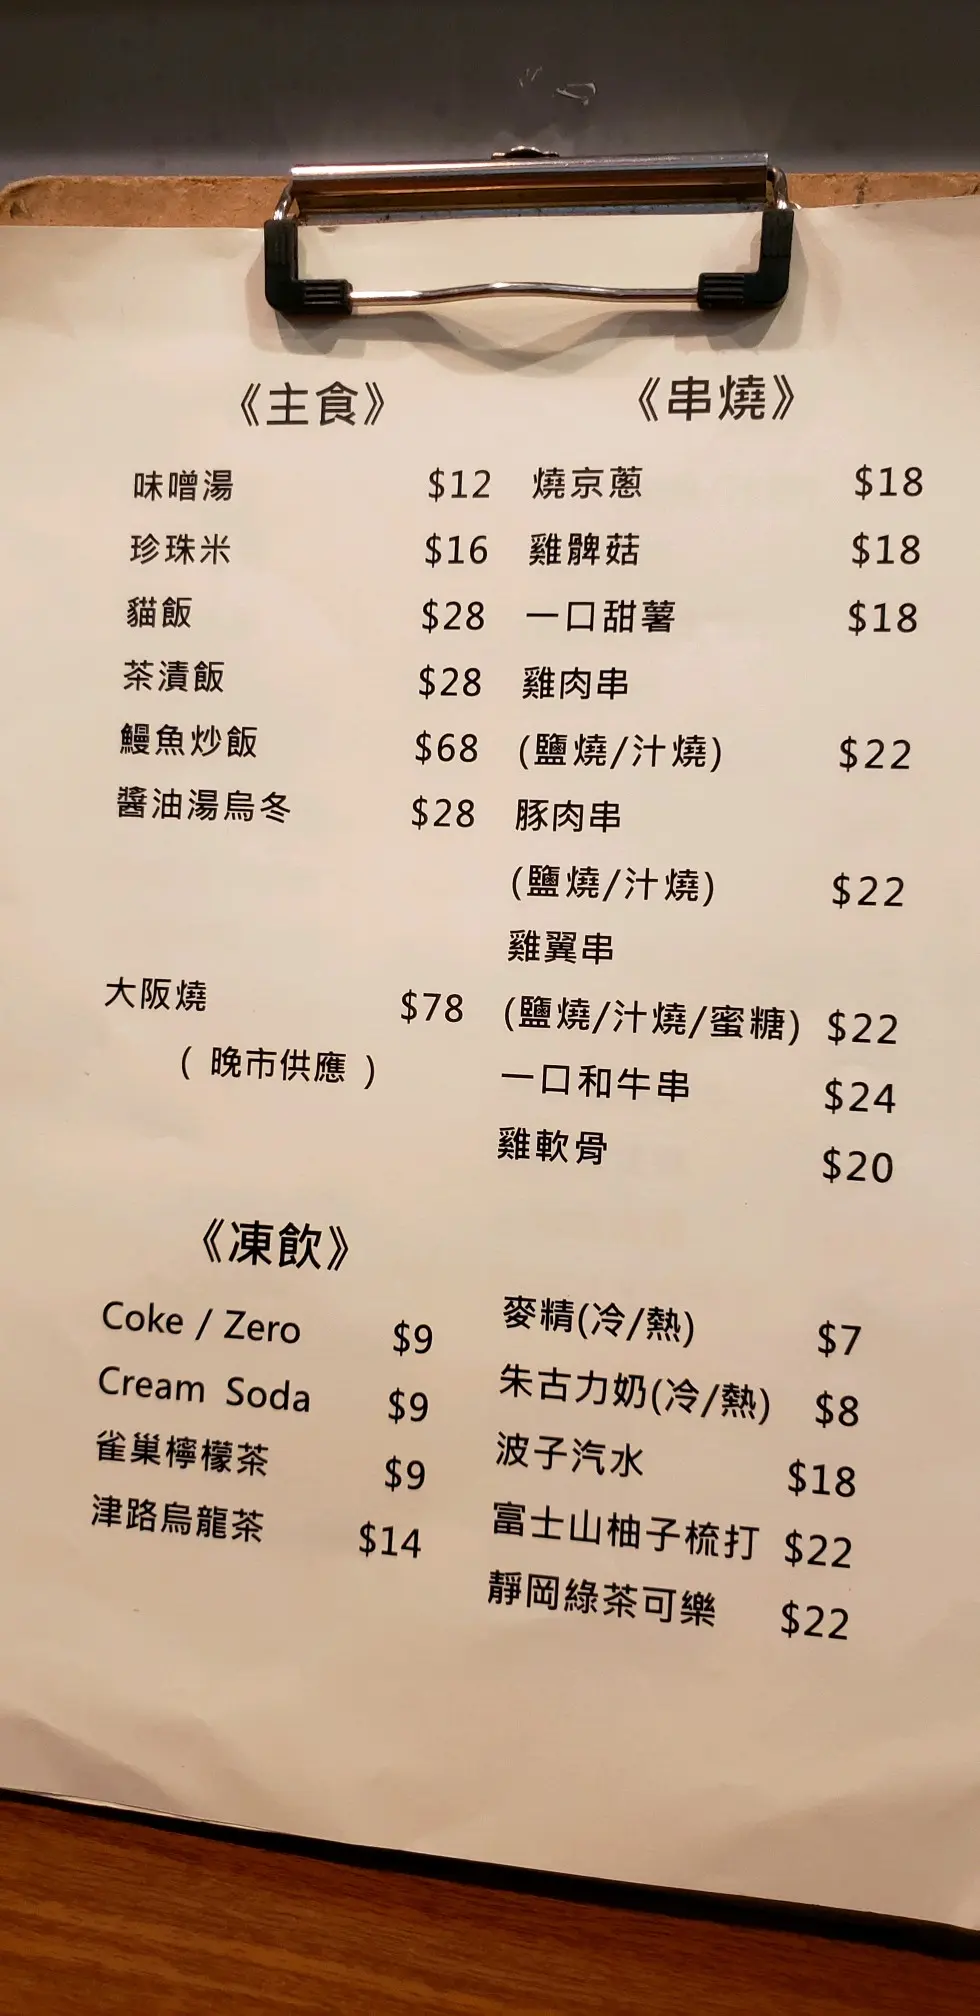 《主食》
味噌湯 $12
珍珠米 $16
貓飯 $28
茶漬飯 $28
鰻魚炒飯 $68
醬油湯烏冬 $28
大阪燒 $78
( 晚市供應 )
《串燒》
燒京蔥 $18
雞髀菇 $18
一口甜薯 $18
雞肉串
(鹽燒/汁燒) $22
豚肉串
(鹽燒/汁燒) $22
雞翼串
(鹽燒/汁燒/蜜糖) $22
一口和牛串 $24
雞軟骨 $20
《凍飲》
Coke / Zero $9
Cream Soda $9
雀巢檸檬茶 $9
津路烏龍茶 $14
麥精(冷/熱) $7
朱古力奶(冷/熱) $8
波子汽水 $18
富士山柚子梳打 $22
靜岡綠茶可樂 $22